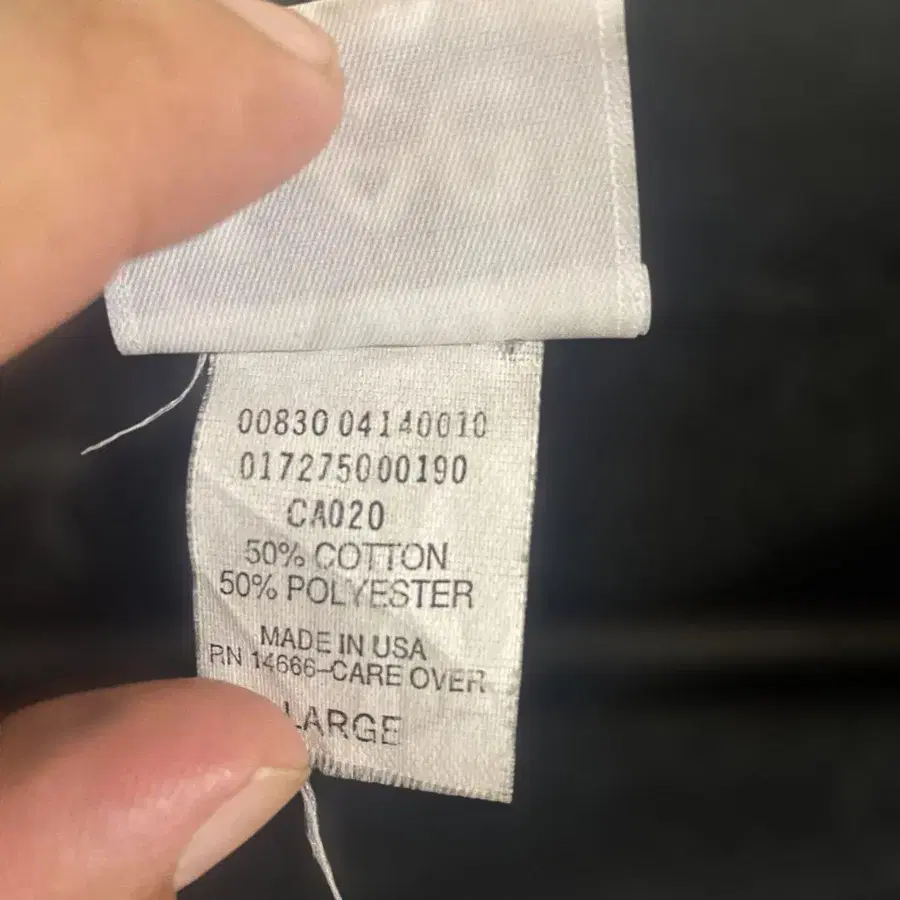 00830 04140010
017275000190
CA020
50% COTTON
50% POLYESTER
MADE IN USA
RN 14666-CARE OVER
LARGE